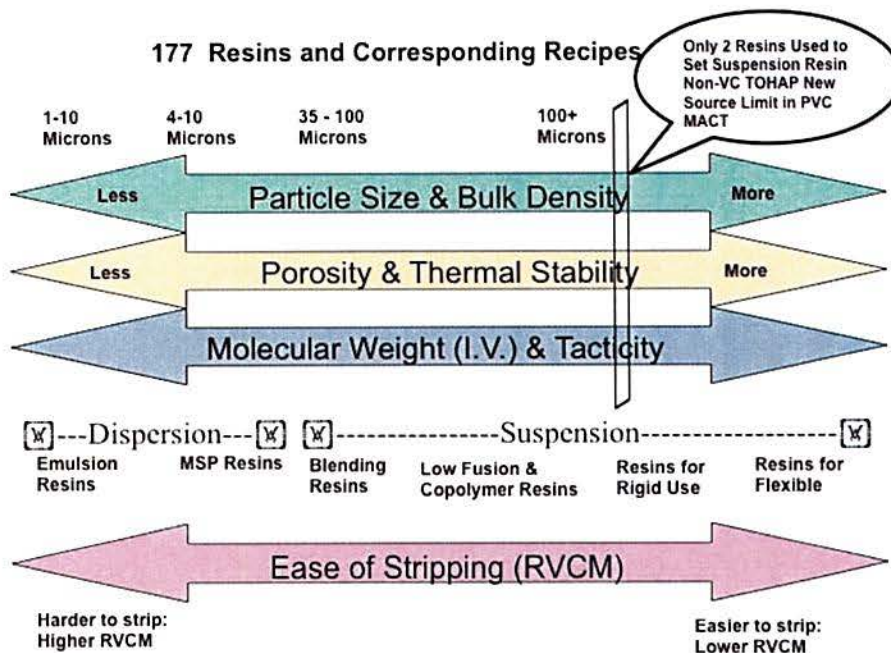 177 Resins and Corresponding Recipes
Only 2 Resins Used to
Set Suspension Resin
Non-VC TOHAP New
Source Limit in PVC
MACT
1-10
Microns
4-10
Microns
35 - 100
Microns
100+
Microns
Less Particle Size & Bulk Density More
Less Porosity & Thermal Stability More
Molecular Weight (I.V.) & Tacticity
---Dispersion--- ---Suspension---
Emulsion
Resins
MSP Resins
Blending
Resins
Low Fusion &
Copolymer Resins
Resins for
Rigid Use
Resins for
Flexible
Ease of Stripping (RVCM)
Harder to strip:
Higher RVCM
Easier to strip:
Lower RVCM